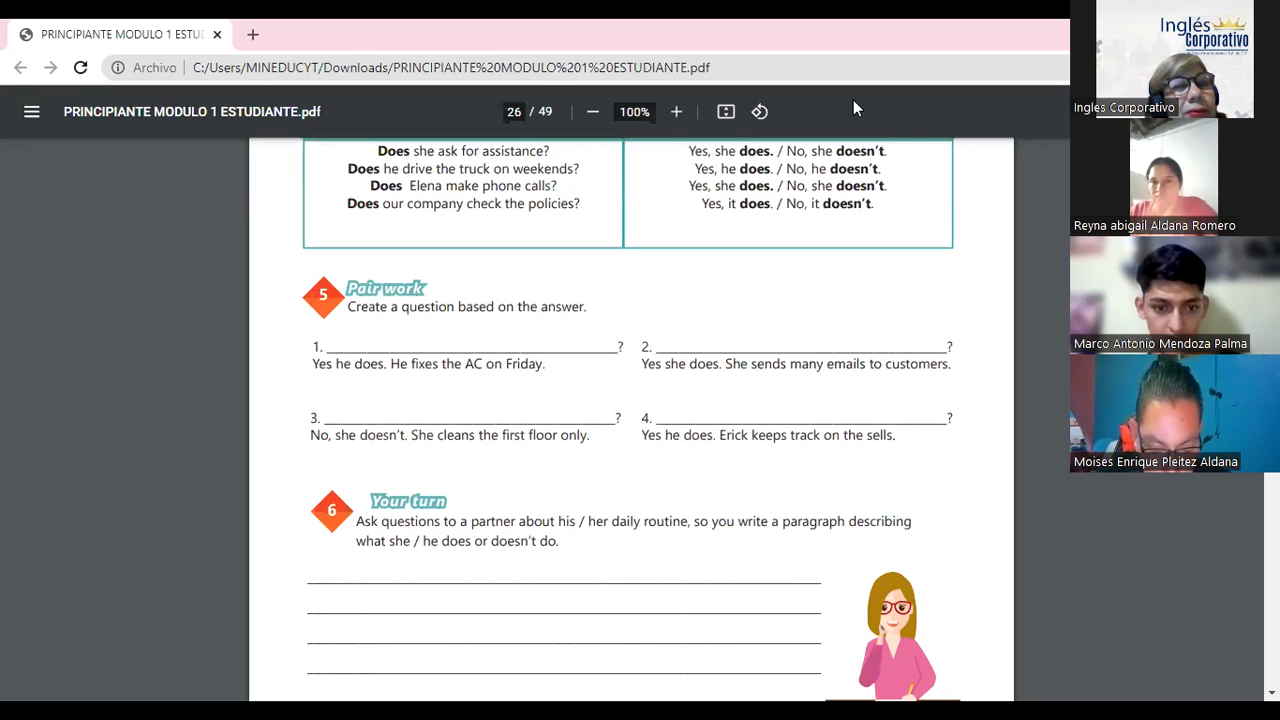 PRINCIPIANTE MODULO 1 ESTUDI
Archivo C:/Users/MINEDUCYT/Downloads/PRINCIPIANTE%20MODULO%201%20ESTUDIANTE.pdf
PRINCIPIANTE MODULO 1 ESTUDIANTE.pdf
26 / 49
100%
Does she ask for assistance?
Does he drive the truck on weekends?
Does Elena make phone calls?
Does our company check the policies?
Yes, she does. / No, she doesn't.
Yes, he does. / No, he doesn't.
Yes, she does. / No, she doesn't.
Yes, it does. / No, it doesn't.
5 Pair work
Create a question based on the answer.
1. ______________________________________?
Yes he does. He fixes the AC on Friday.
2. ______________________________________?
Yes she does. She sends many emails to customers.
3. ______________________________________?
No, she doesn't. She cleans the first floor only.
4. ______________________________________?
Yes he does. Erick keeps track on the sells.
6 Your turn
Ask questions to a partner about his / her daily routine, so you write a paragraph describing
what she / he does or doesn't do.
Inglés
Corporativo
Ingles Corporativo
Reyna abigail Aldana Romero
Marco Antonio Mendoza Palma
Moises Enrique Pleitez Aldana